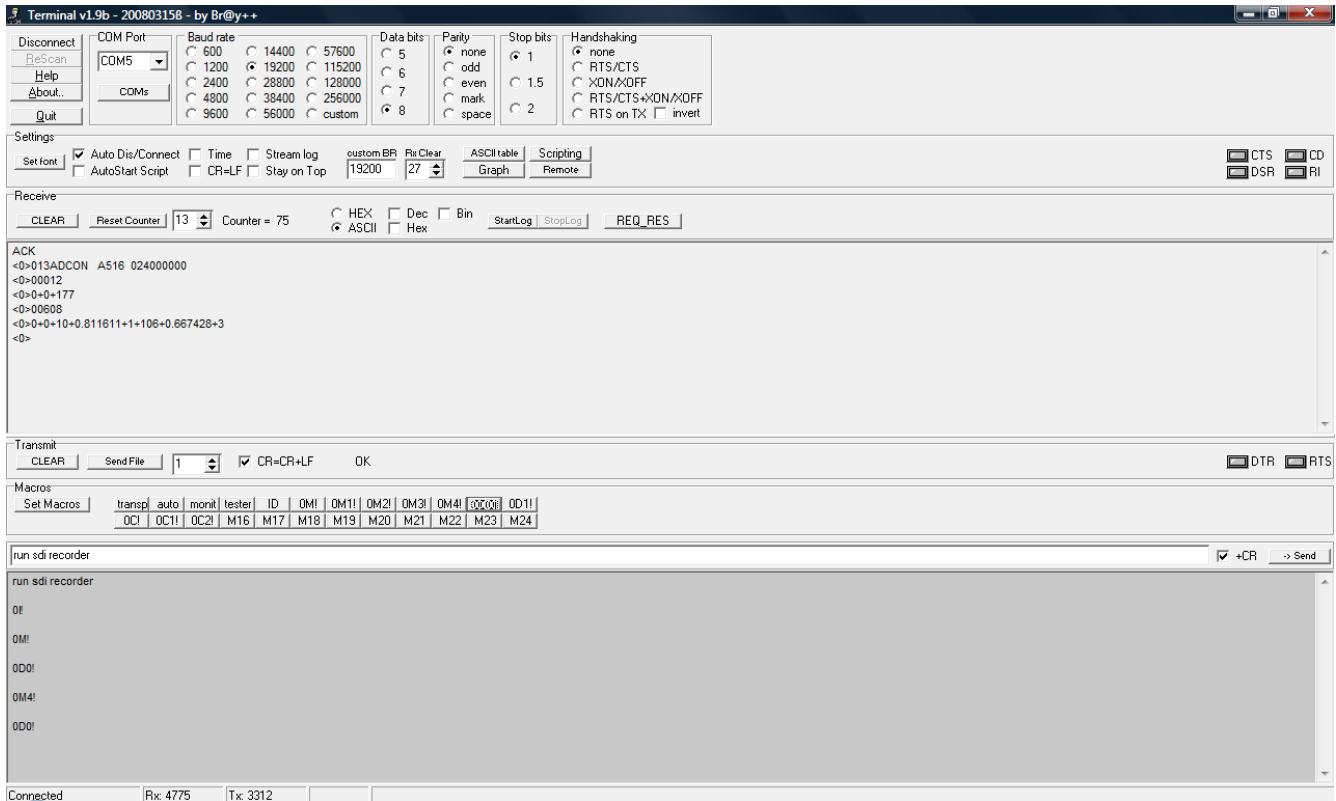 Terminal v1.9b - 20080315ß - by Br@y++
Disconnect
ReScan
Help
About..
Quit
COM Port
COM5
COMs
Baud rate
600 14400 57600
1200 19200 115200
2400 28800 128000
4800 38400 256000
9600 56000 custom
Data bits
5
6
7
8
Parity
none
odd
even
mark
space
Stop bits
1
1.5
2
Handshaking
none
RTS/CTS
XON/XOFF
RTS/CTS+XON/XOFF
RTS on TX invert
Settings
Set font
Auto Dis/Connect Time Stream log
AutoStart Script CR=LF Stay on Top
custom BR Rx Clear
19200 27
ASCII table Scripting
Graph Remote
CTS CD
DSR RI
Receive
CLEAR Reset Counter 13 Counter = 75
HEX Dec Bin
ASCII Hex
StartLog StopLog REQ_RES
ACK
<0>013ADCON A516 024000000
<0>00012
<0>0+0+177
<0>00608
<0>0+0+10+0.811611+1+106+0.667428+3
<0>
Transmit
CLEAR Send File 1 CR=CR+LF OK
DTR RTS
Macros
Set Macros
transp auto monit tester ID 0M! 0M1! 0M2! 0M3! 0M4! 0D1!
0C! 0C1! 0C2! M16 M17 M18 M19 M20 M21 M22 M23 M24
run sdi recorder +CR -> Send
run sdi recorder
0I!
0M!
0D0!
0M4!
0D0!
Connected Rx: 4775 Tx: 3312